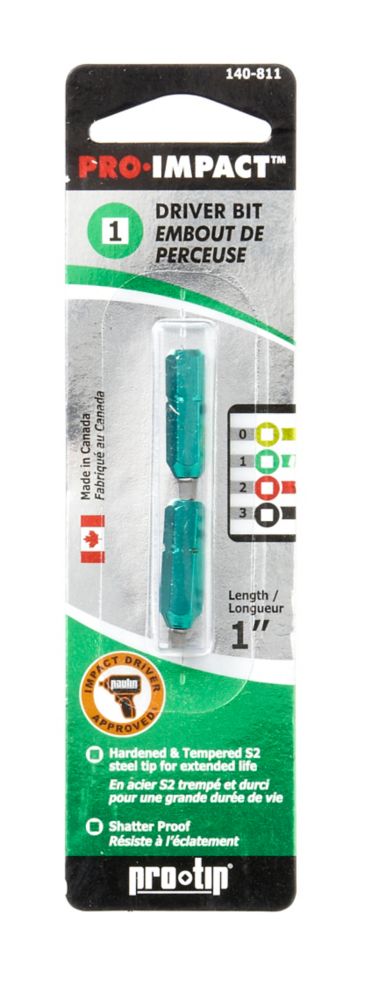 140-811
PRO•IMPACT™
1
DRIVER BIT
EMBOUT DE
PERCEUSE
Made in Canada
Fabriqué au Canada
0
1
2
3
Length /
Longueur
1”
IMPACT DRIVER
paulin
APPROVED
Hardened & Tempered S2
steel tip for extended life
En acier S2 trempé et durci
pour une grande durée de vie
Shatter Proof
Résiste à l'éclatement
pro tip®